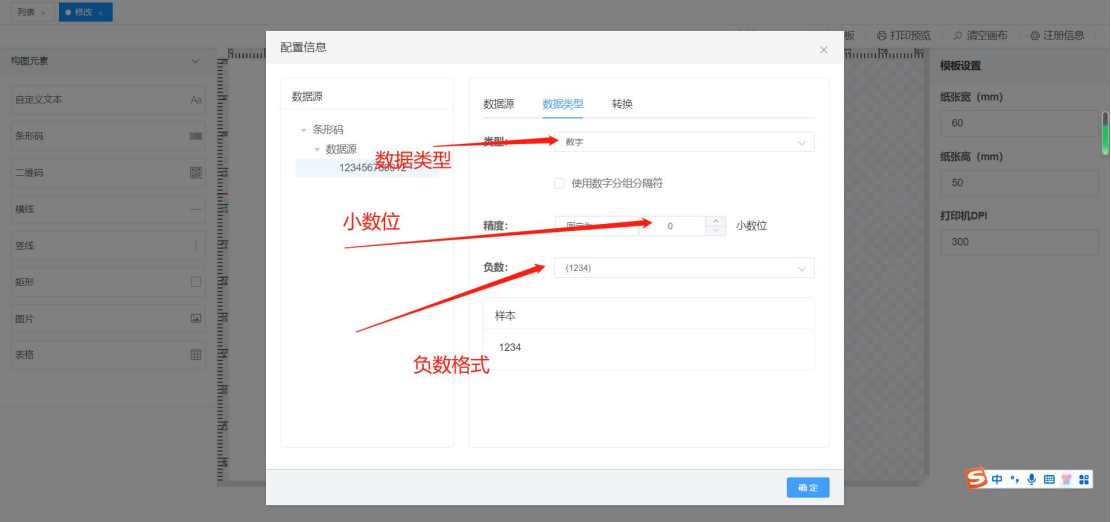 列表
修改
板
打印预览
清空画布
注册信息
构图元素
自定义文本
Aa
条形码
二维码
横线
竖线
矩形
图片
表格
配置信息
数据源
条形码
数据源
数据源
数据类型
转换
类型:
数字
数据类型
使用数字分组分隔符
小数位
精度:
0
小数位
负数:
(1234)
样本
1234
负数格式
确定
模板设置
纸张宽（mm）
60
纸张高（mm）
50
打印机DPI
300
中